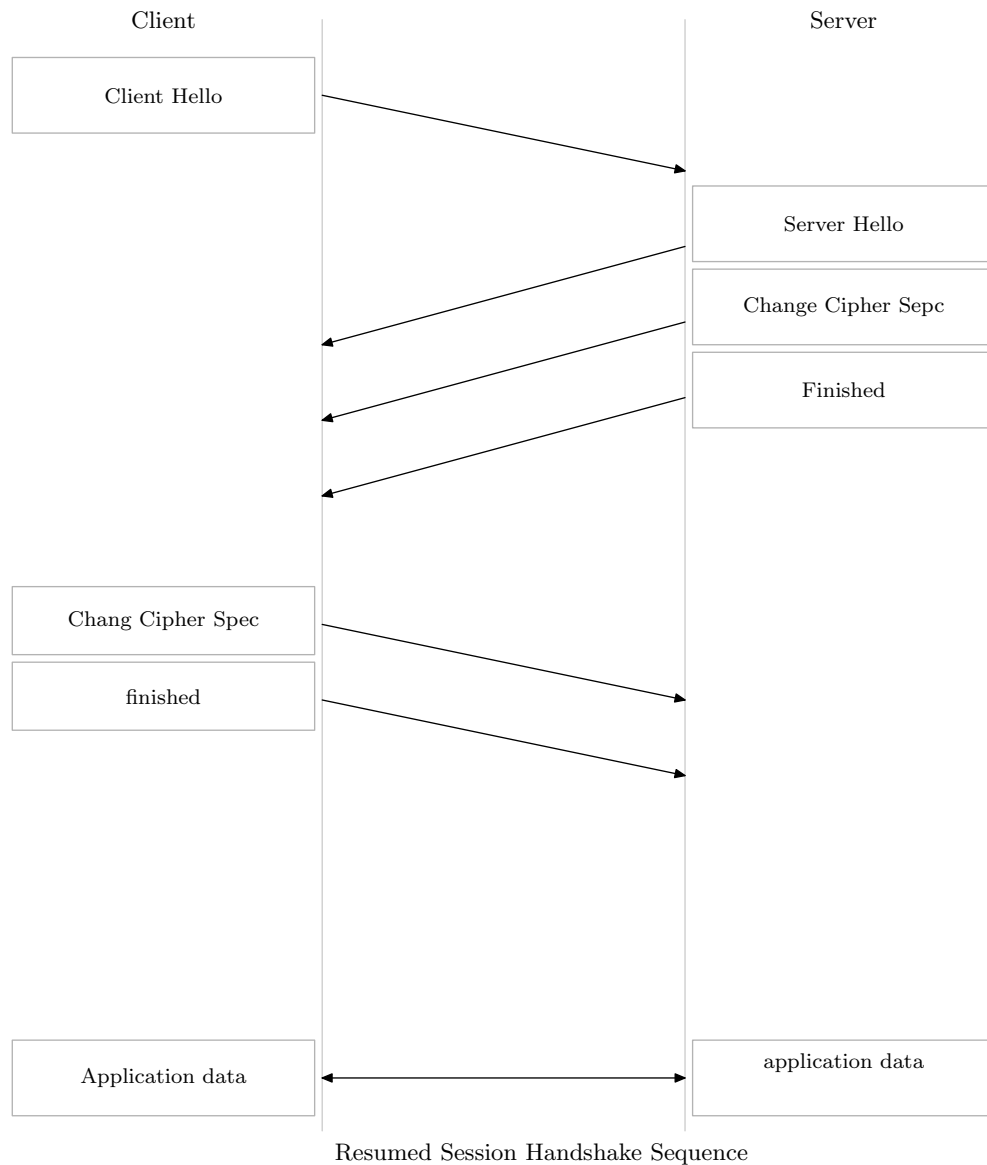 Client
Server
Client Hello
Server Hello
Change Cipher Sepc
Finished
Chang Cipher Spec
finished
Application data
application data
Resumed Session Handshake Sequence